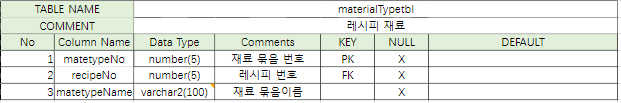 TABLE NAME materialTypetbl
COMMENT 레시피 재료
No Column Name Data Type Comments KEY NULL DEFAULT
1 matetypeNo number(5) 재료 묶음 번호 PK X
2 recipeNo number(5) 레시피 번호 FK X
3 matetypeName varchar2(100) 재료 묶음이름 X